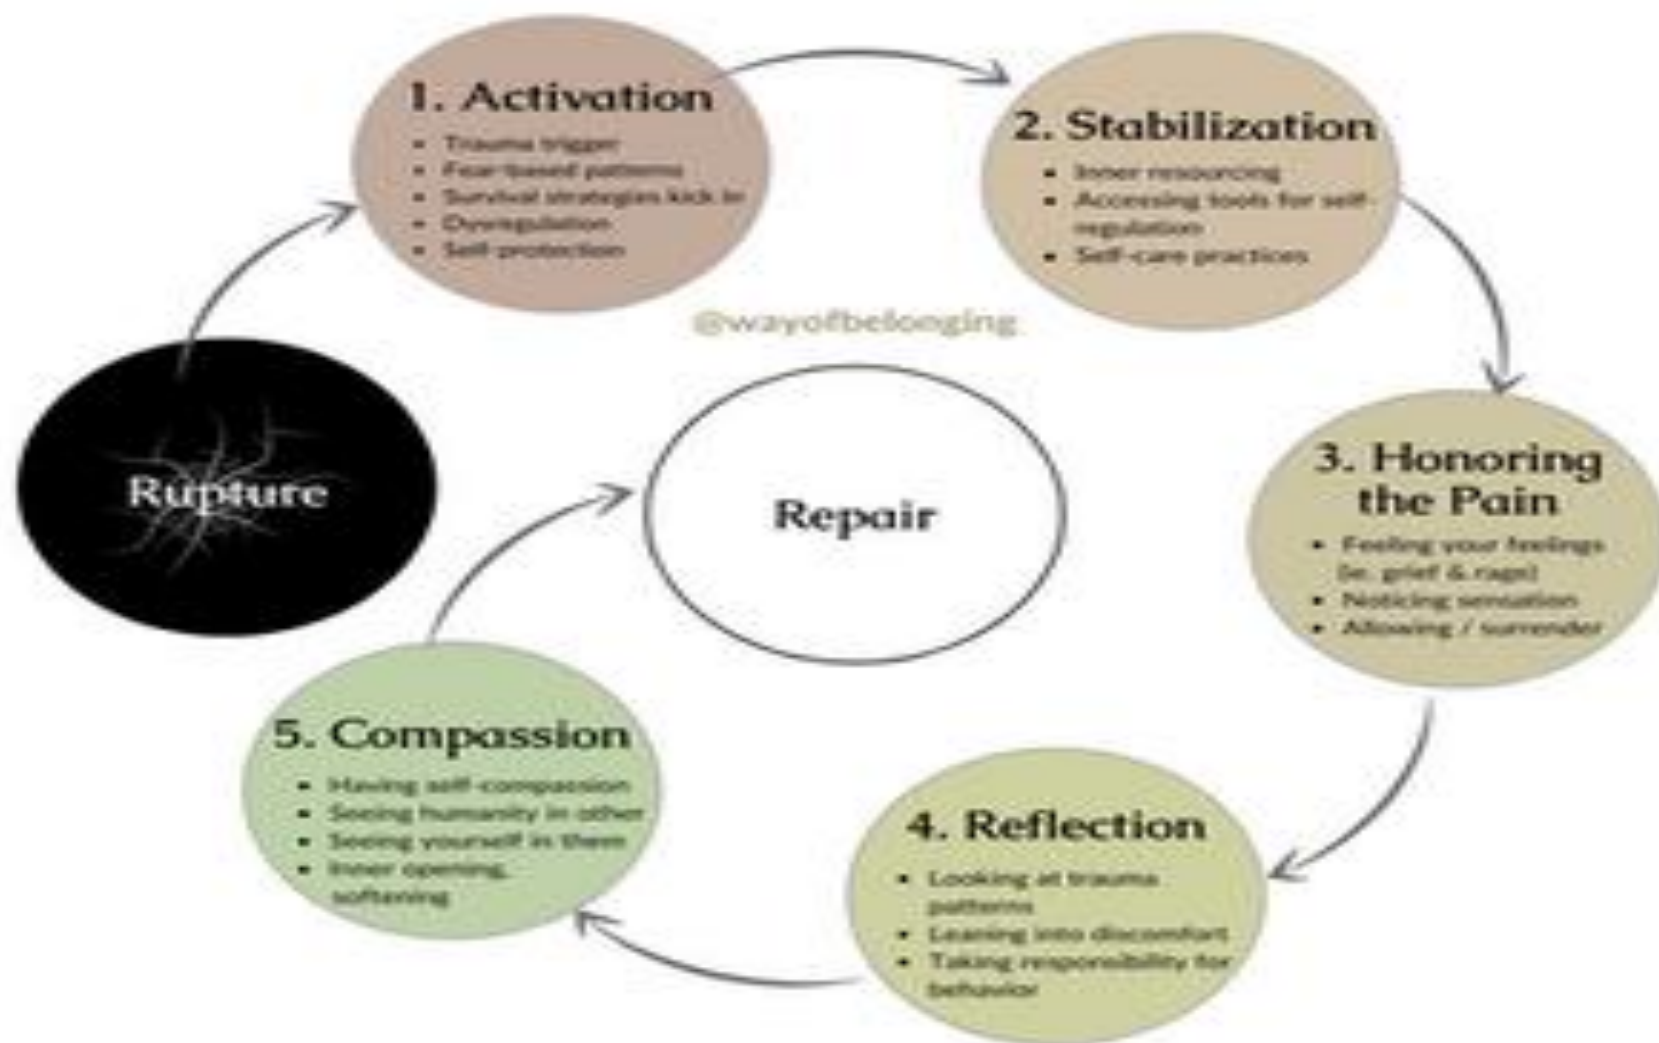 Rupture
1. Activation
• Trauma trigger
• Fear-based patterns
• Survival strategies kick in
• Dysregulation
• Self-protection
2. Stabilization
• Inner resourcing
• Accessing tools for self-
regulation
• Self-care practices
@wayofbelonging
3. Honoring
the Pain
• Feeling your feelings
(ie. grief & rage)
• Noticing sensation
• Allowing / surrender
4. Reflection
• Looking at trauma
patterns
• Leaning into discomfort
• Taking responsibility for
behavior
5. Compassion
• Having self-compassion
• Seeing humanity in other
• Seeing yourself in them
• Inner opening,
softening
Repair